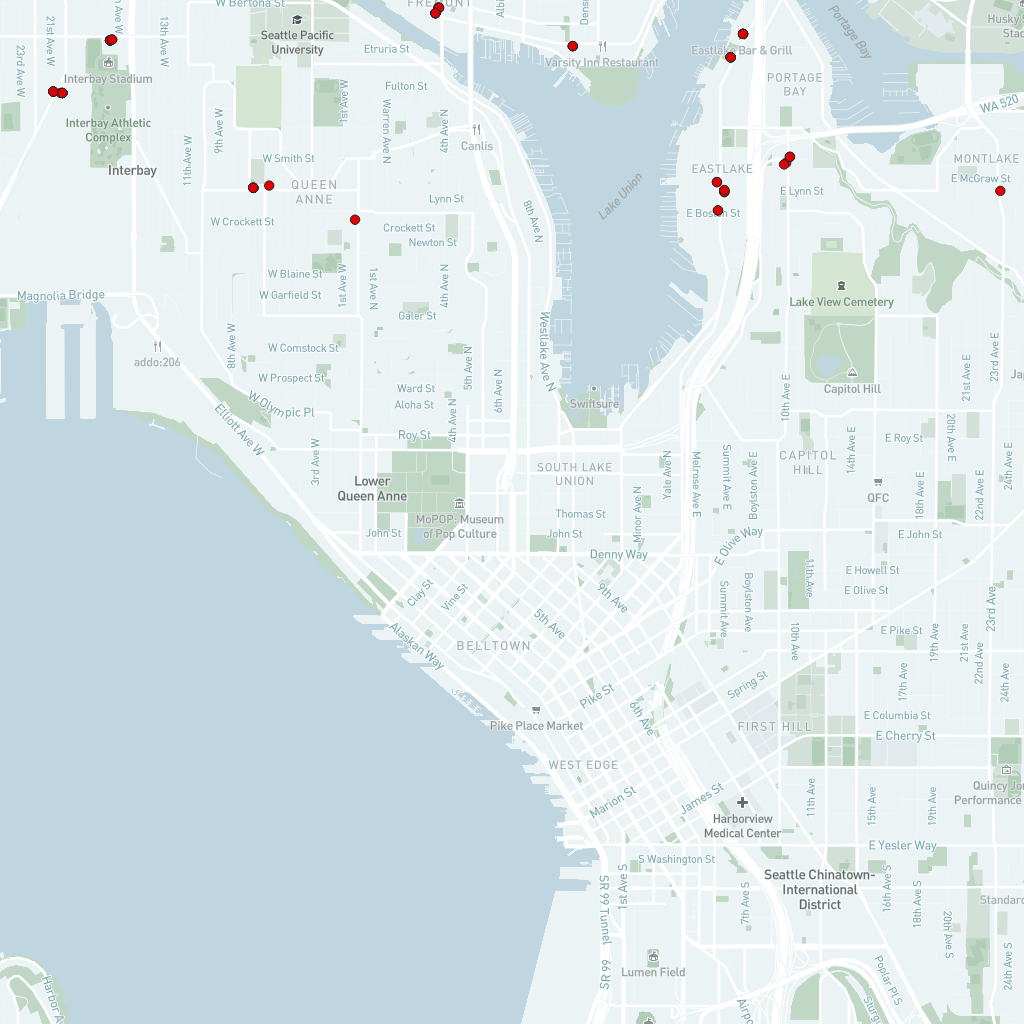 W Bertona St
FREMONT
21st Ave W
23rd Ave W
13th Ave W
Seattle Pacific
University
Etruria St
Varsity Inn Restaurant
Eastlake Bar & Grill
Portage Bay
PORTAGE
BAY
Interbay Stadium
Interbay Athletic
Complex
Interbay
Fulton St
1st Ave W
Warren Ave N
4th Ave N
Canlis
WA 520
9th Ave W
11th Ave W
W Smith St
QUEEN
ANNE
Lynn St
EASTLAKE
E Lynn St
MONTLAKE
E McGraw St
Lake Union
W Crockett St
Crockett St
Newton St
8th Ave N
E Boston St
W Blaine St
W Garfield St
1st Ave W
1st Ave N
4th Ave N
Magnolia Bridge
Galer St
Westlake Ave N
Lake View Cemetery
addo:206
8th Ave W
W Comstock St
W Prospect St
5th Ave N
6th Ave N
Ward St
Aloha St
Swiftsure
Capitol Hill
10th Ave E
21st Ave E
23rd Ave E
W Olympic Pl
Elliott Ave W
3rd Ave W
Roy St
4th Ave N
E Roy St
14th Ave E
20th Ave E
24th Ave E
CAPITOL
HILL
Lower
Queen Anne
SOUTH LAKE
UNION
Yale Ave N
Melrose Ave E
Summit Ave E
Boylston Ave E
QFC
18th Ave E
22nd Ave E
MoPOP: Museum
of Pop Culture
Thomas St
Minor Ave N
John St
John St
Denny Way
E Olive Way
E John St
E Howell St
E Olive St
11th Ave
Clay St
Vine St
5th Ave
9th Ave
Summit Ave
Boylston Ave
10th Ave
E Pike St
19th Ave
21st Ave
22nd Ave
23rd Ave
BELLTOWN
Alaskan Way
Pike St
6th Ave
Spring St
17th Ave
24th Ave
Pike Place Market
FIRST HILL
E Columbia St
E Cherry St
WEST EDGE
Marion St
James St
Harborview
Medical Center
11th Ave
15th Ave
19th Ave
Performance
E Yesler Way
S Washington St
Seattle Chinatown-
International
District
SR 99 Tunnel
1st Ave S
7th Ave S
16th Ave S
18th Ave S
20th Ave S
24th Ave S
SR 99
Lumen Field
Poplar Pl S